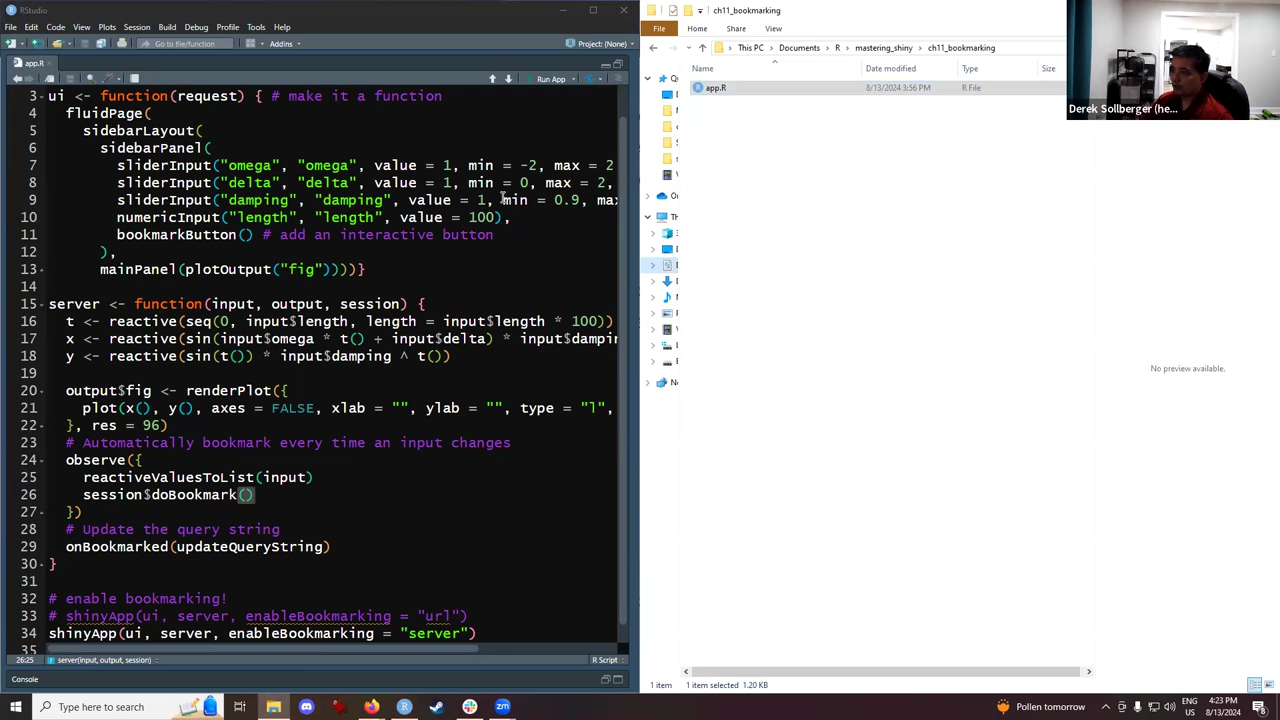 RStudio
File Edit Code View Plots Session Build Debug Profile Tools Help
Go to file/function
Addins
Project: (None)
app.R
Run App
3 ui <- function(request) { # make it a function
4 fluidPage(
5 sidebarLayout(
6 sidebarPanel(
7 sliderInput("omega", "omega", value = 1, min = -2, max = 2
8 sliderInput("delta", "delta", value = 1, min = 0, max = 2,
9 sliderInput("damping", "damping", value = 1, min = 0.9, max
10 numericInput("length", "length", value = 100),
11 bookmarkButton() # add an interactive button
12 ),
13 mainPanel(plotOutput("fig"))))}
14
15 server <- function(input, output, session) {
16 t <- reactive(seq(0, input$length, length = input$length * 100))
17 x <- reactive(sin(input$omega * t() + input$delta) * input$dampin
18 y <- reactive(sin(t()) * input$damping ^ t())
19
20 output$fig <- renderPlot({
21 plot(x(), y(), axes = FALSE, xlab = "", ylab = "", type = "l",
22 }, res = 96)
23 # Automatically bookmark every time an input changes
24 observe({
25 reactiveValuesToList(input)
26 session$doBookmark()
27 })
28 # Update the query string
29 onBookmarked(updateQueryString)
30 }
31
32 # enable bookmarking!
33 # shinyApp(ui, server, enableBookmarking = "url")
34 shinyApp(ui, server, enableBookmarking = "server")
35
26:25 server(input, output, session) R Script
Console
ch11_bookmarking
File Home Share View
This PC > Documents > R > mastering_shiny > ch11_bookmarking
Name Date modified Type Size
app.R 8/13/2024 3:56 PM R File
No preview available.
1 item 1 item selected 1.20 KB
Derek Sollberger (he...
Type here to search
Pollen tomorrow
ENG
US
4:23 PM
8/13/2024